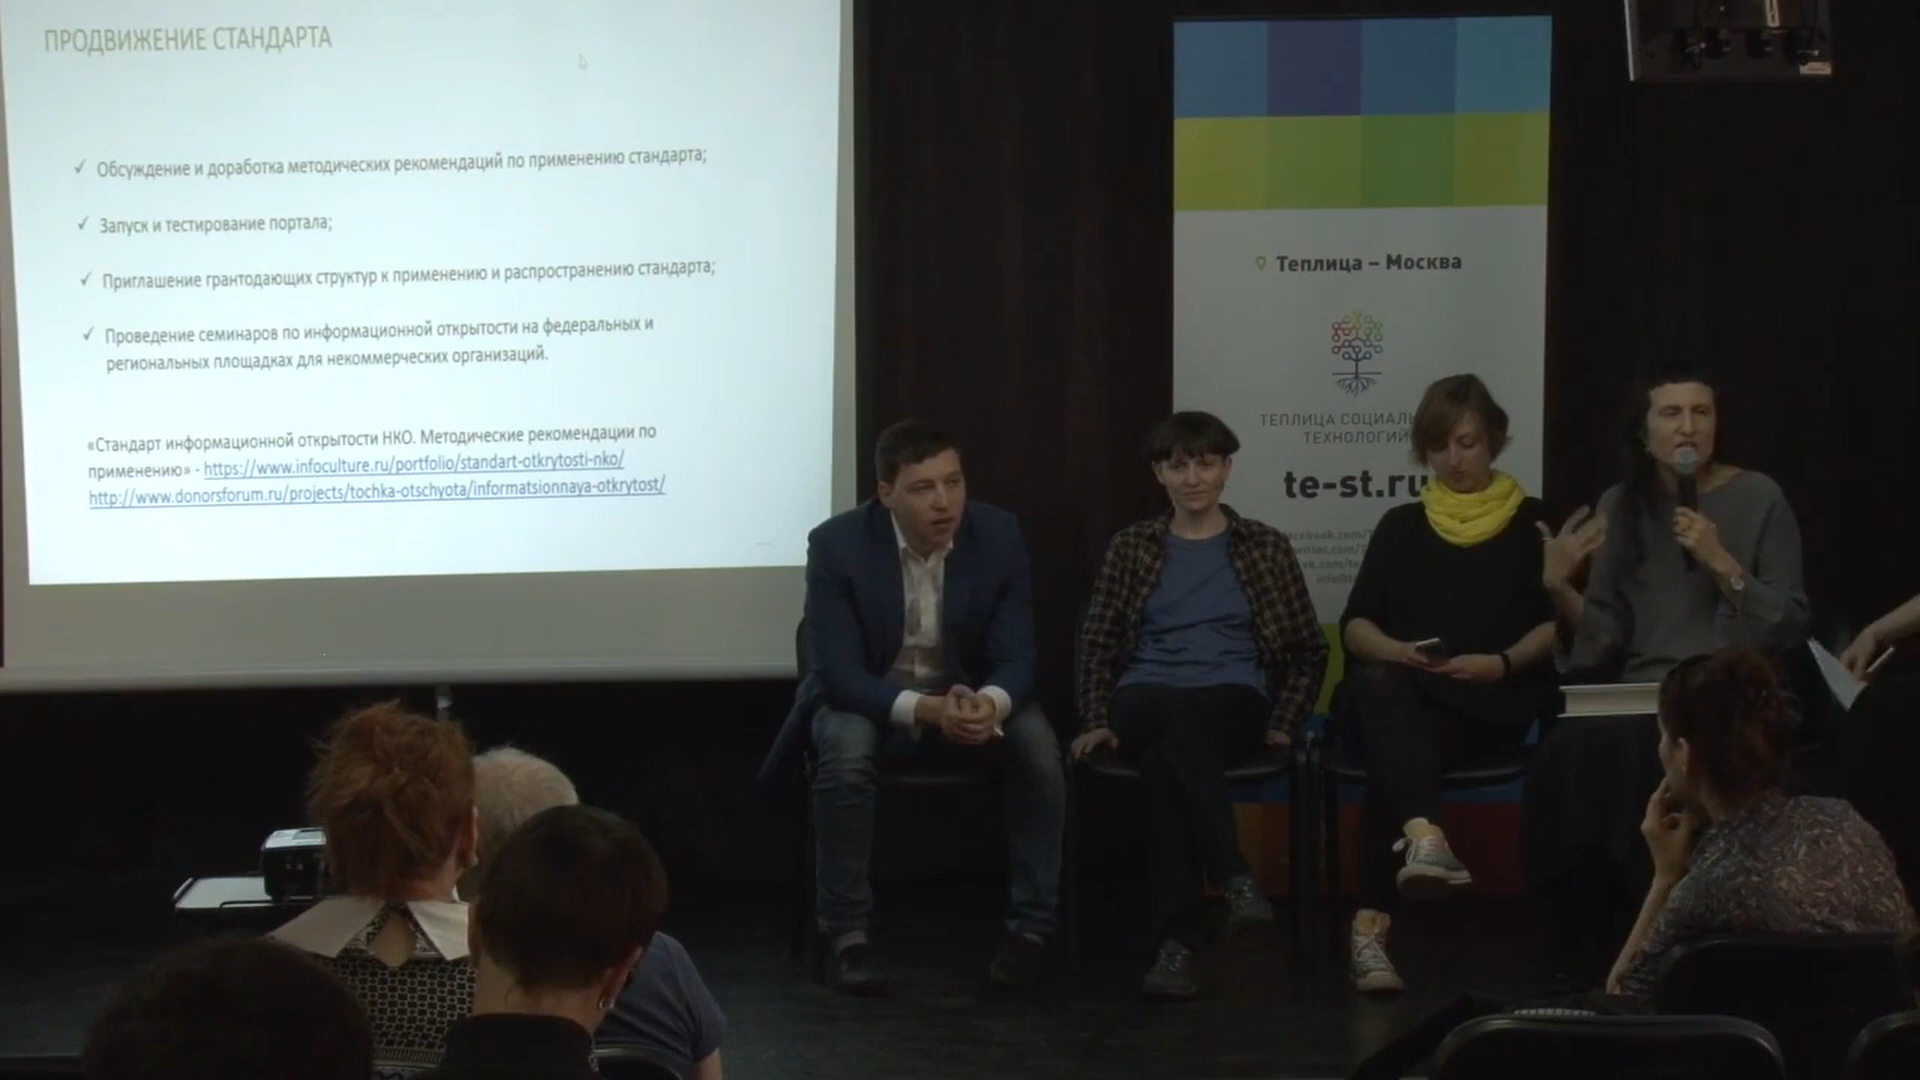 ПРОДВИЖЕНИЕ СТАНДАРТА
✓ Обсуждение и доработка методических рекомендаций по применению стандарта;
✓ Запуск и тестирование портала;
✓ Приглашение грантодающих структур к применению и распространению стандарта;
✓ Проведение семинаров по информационной открытости на федеральных и
региональных площадках для некоммерческих организаций.
«Стандарт информационной открытости НКО. Методические рекомендации по
применению» - https://www.infoculture.ru/portfolio/standart-otkrytosti-nko/
http://www.donorsforum.ru/projects/tochka-otschyota/informatsionnaya-otkrytost/
Теплица – Москва
ТЕПЛИЦА СОЦИАЛЬ
ТЕХНОЛОГИЙ
te-st.ru